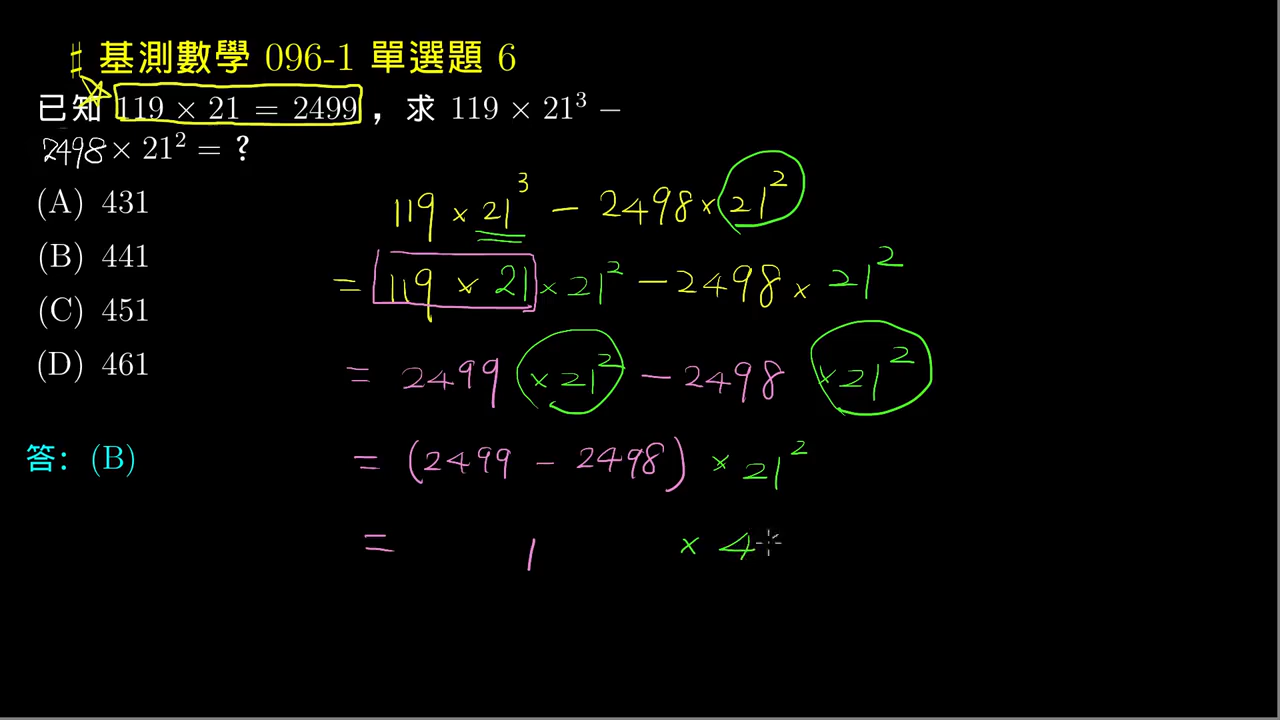 # 基測數學 096-1 單選題 6
已知 119 × 21 = 2499 , 求 119 × 21³ −
2498 × 21² = ?
(A) 431
(B) 441
(C) 451
(D) 461
答: (B)
119 × 21³ − 2498 × 21²
= 119 × 21 × 21² − 2498 × 21²
= 2499 × 21² − 2498 × 21²
= (2499 − 2498) × 21²
= 1 × 4